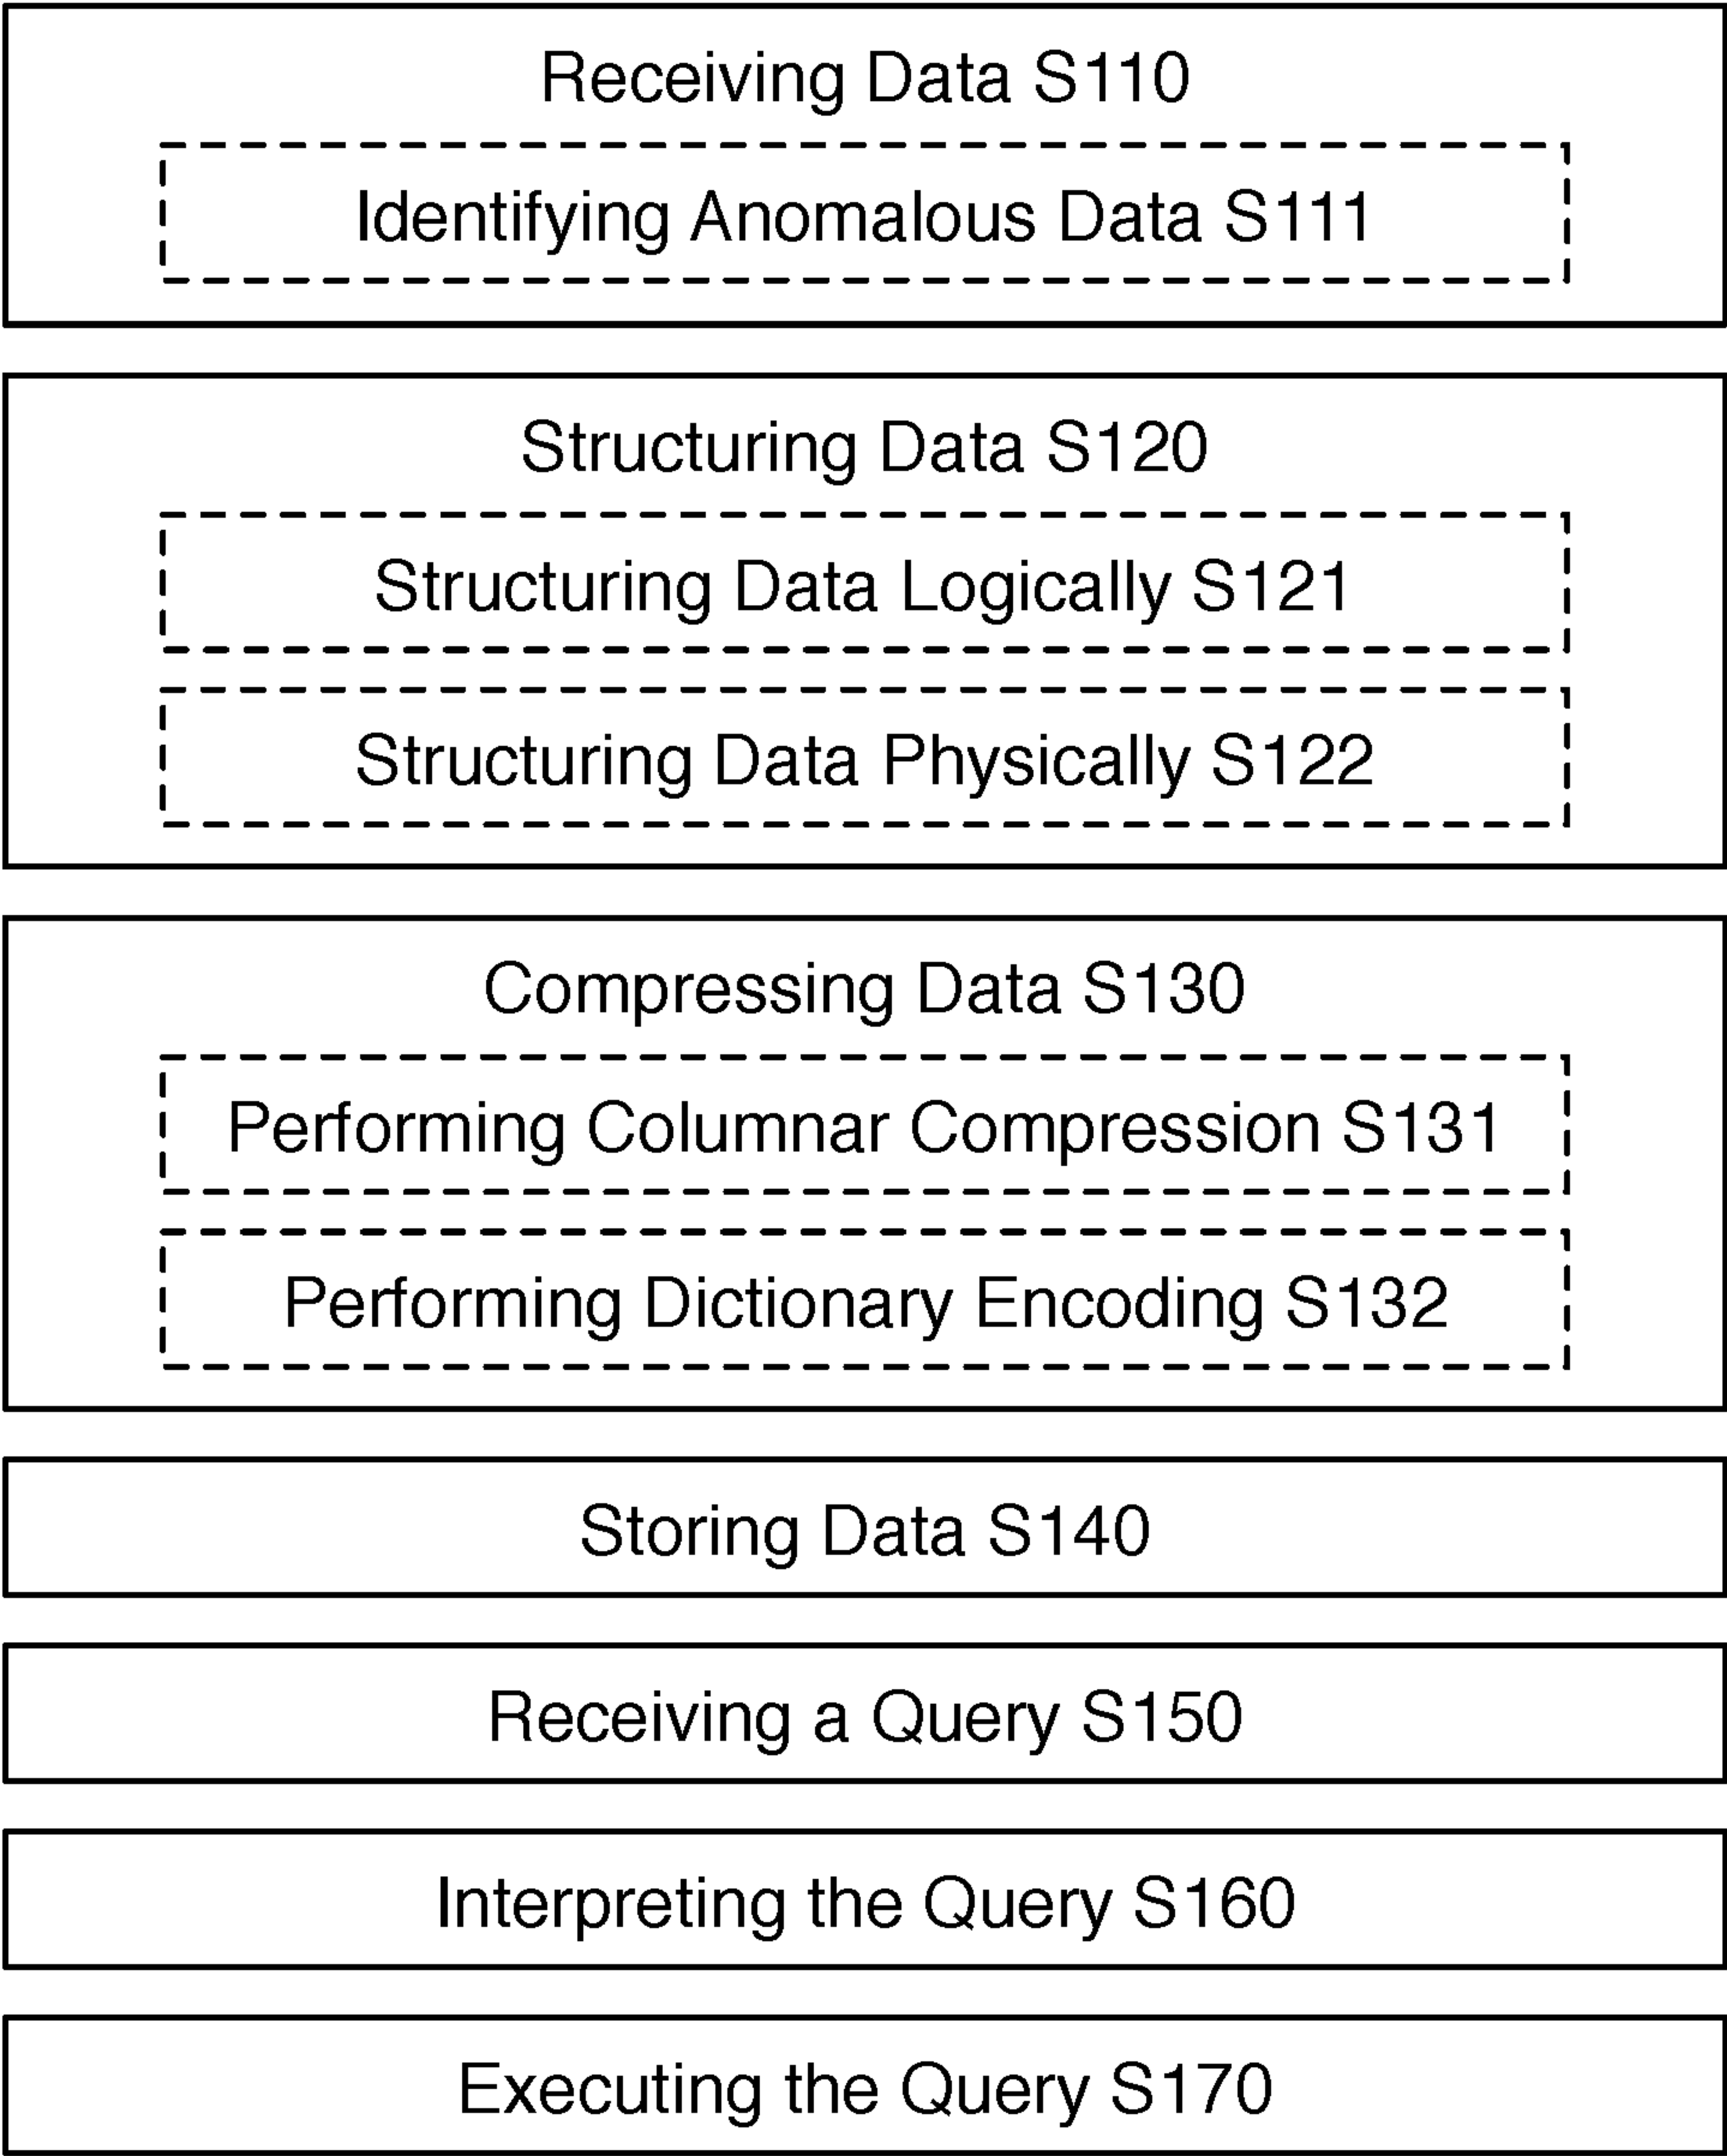 Receiving Data S110
Identifying Anomalous Data S111
Structuring Data S120
Structuring Data Logically S121
Structuring Data Physically S122
Compressing Data S130
Performing Columnar Compression S131
Performing Dictionary Encoding S132
Storing Data S140
Receiving a Query S150
Interpreting the Query S160
Executing the Query S170